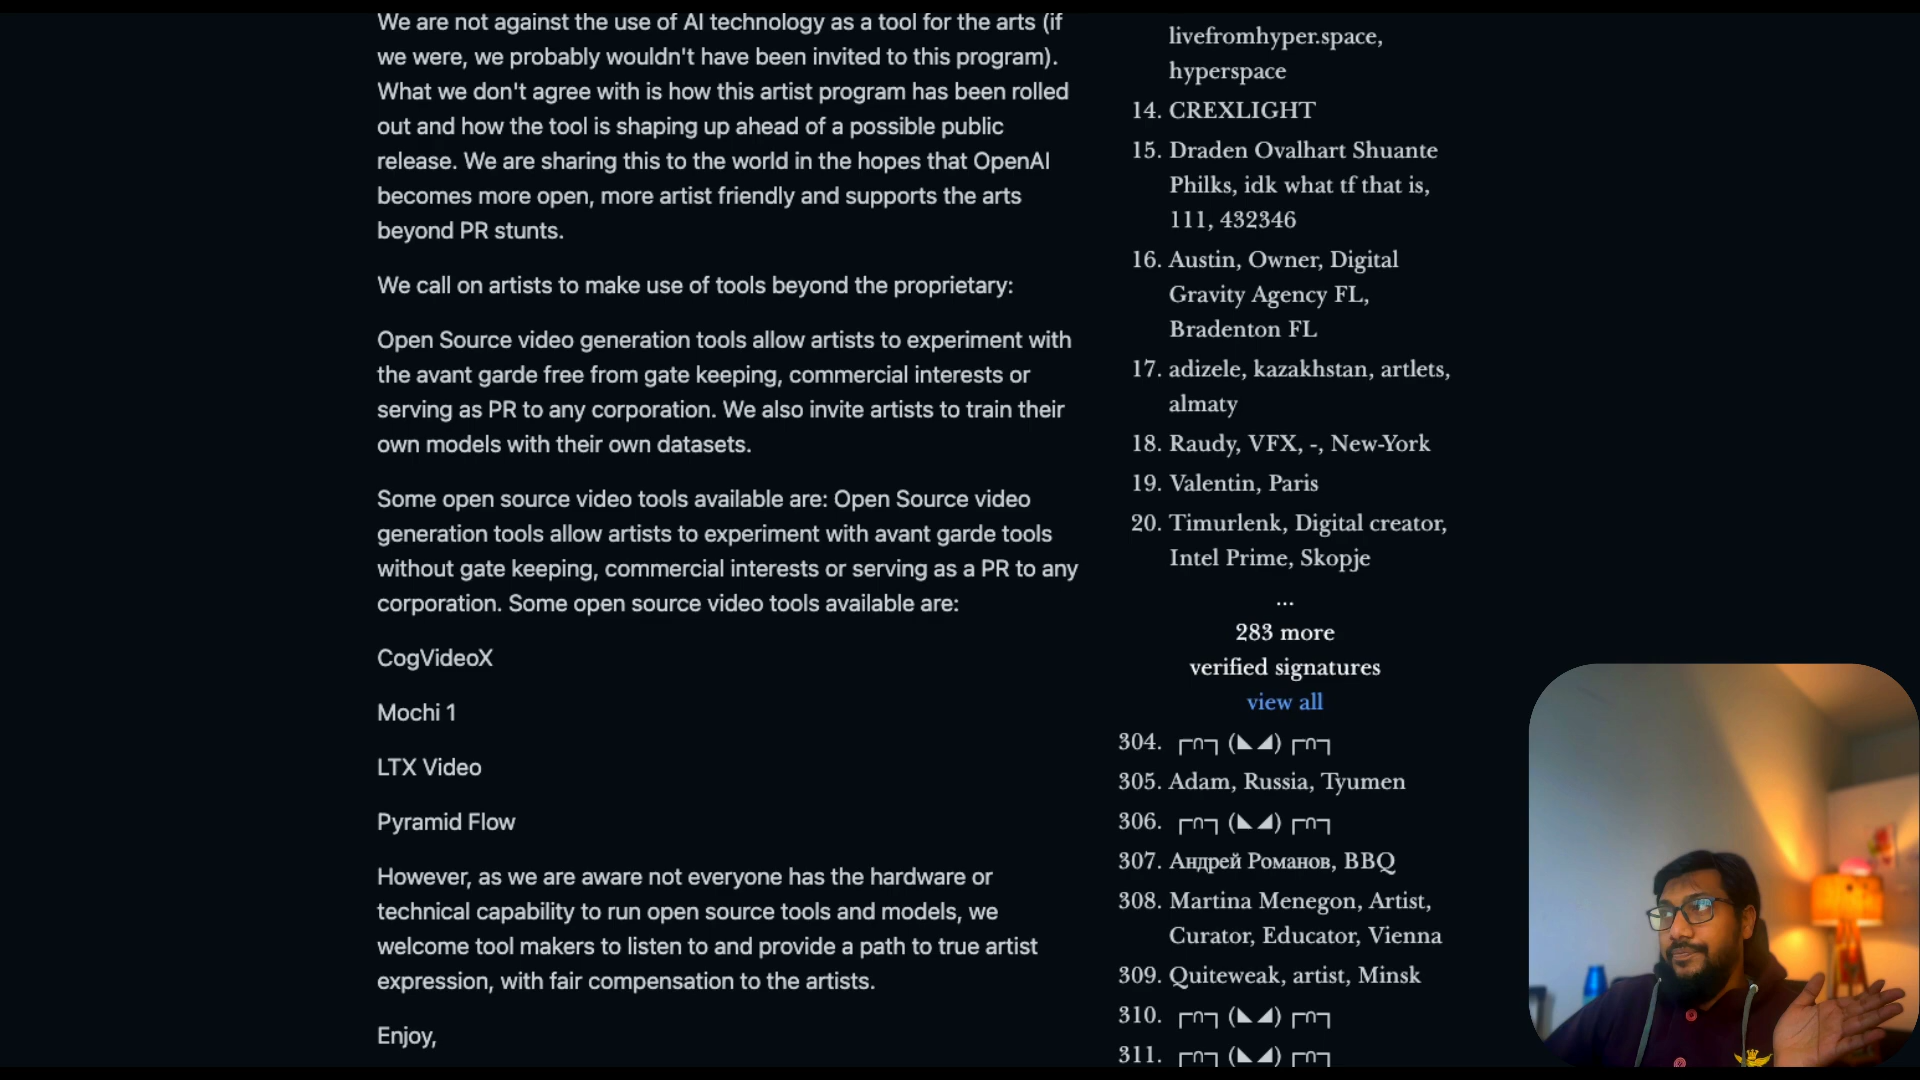 We are not against the use of AI technology as a tool for the arts (if
we were, we probably wouldn't have been invited to this program).
What we don't agree with is how this artist program has been rolled
out and how the tool is shaping up ahead of a possible public
release. We are sharing this to the world in the hopes that OpenAI
becomes more open, more artist friendly and supports the arts
beyond PR stunts.
We call on artists to make use of tools beyond the proprietary:
Open Source video generation tools allow artists to experiment with
the avant garde free from gate keeping, commercial interests or
serving as PR to any corporation. We also invite artists to train their
own models with their own datasets.
Some open source video tools available are: Open Source video
generation tools allow artists to experiment with avant garde tools
without gate keeping, commercial interests or serving as a PR to any
corporation. Some open source video tools available are:
CogVideoX
Mochi 1
LTX Video
Pyramid Flow
However, as we are aware not everyone has the hardware or
technical capability to run open source tools and models, we
welcome tool makers to listen to and provide a path to true artist
expression, with fair compensation to the artists.
Enjoy,
livefromhyper.space,
hyperspace
14. CREXLIGHT
15. Draden Ovalhart Shuante
Philks, idk what tf that is,
111, 432346
16. Austin, Owner, Digital
Gravity Agency FL,
Bradenton FL
17. adizele, kazakhstan, artlets,
almaty
18. Raudy, VFX, -, New-York
19. Valentin, Paris
20. Timurlenk, Digital creator,
Intel Prime, Skopje
...
283 more
verified signatures
view all
304. ┌∩┐(◣◢)┌∩┐
305. Adam, Russia, Tyumen
306. ┌∩┐(◣◢)┌∩┐
307. Андрей Романов, BBQ
308. Martina Menegon, Artist,
Curator, Educator, Vienna
309. Quiteweak, artist, Minsk
310. ┌∩┐(◣◢)┌∩┐
311. ┌∩┐(◣◢)┌∩┐